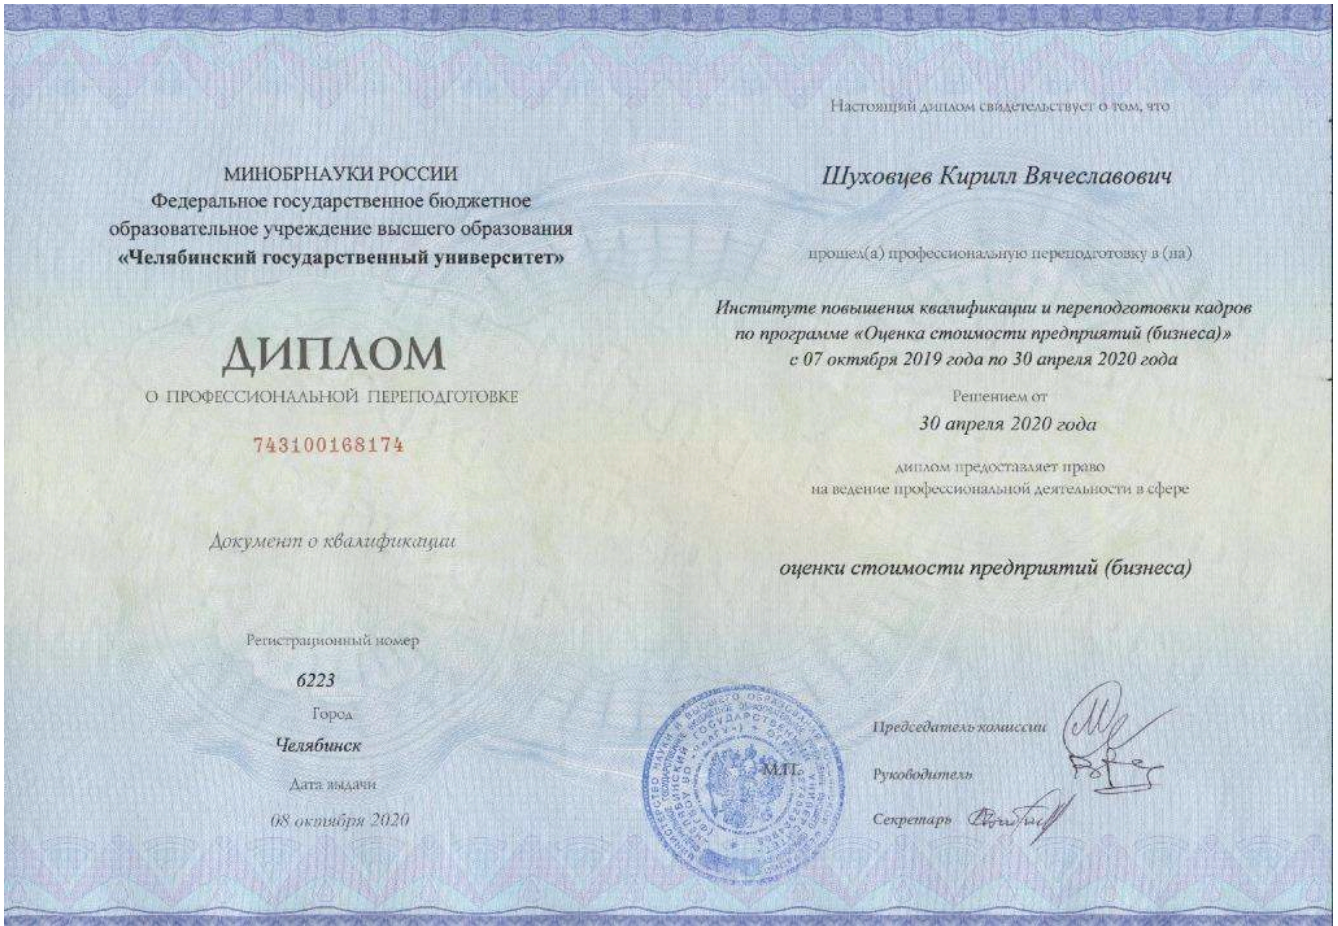 МИНОБРНАУКИ РОССИИ
Федеральное государственное бюджетное
образовательное учреждение высшего образования
«Челябинский государственный университет»
ДИПЛОМ
О ПРОФЕССИОНАЛЬНОЙ ПЕРЕПОДГОТОВКЕ
743100168174
Документ о квалификации
Регистрационный номер
6223
Город
Челябинск
Дата выдачи
08 октября 2020
Настоящий диплом свидетельствует о том, что
Шуховцев Кирилл Вячеславович
прошел(а) профессиональную переподготовку в (на)
Институте повышения квалификации и переподготовки кадров
по программе «Оценка стоимости предприятий (бизнеса)»
с 07 октября 2019 года по 30 апреля 2020 года
Решением от
30 апреля 2020 года
диплом предоставляет право
на ведение профессиональной деятельности в сфере
оценки стоимости предприятий (бизнеса)
М.П.
Председатель комиссии
Руководитель
Секретарь